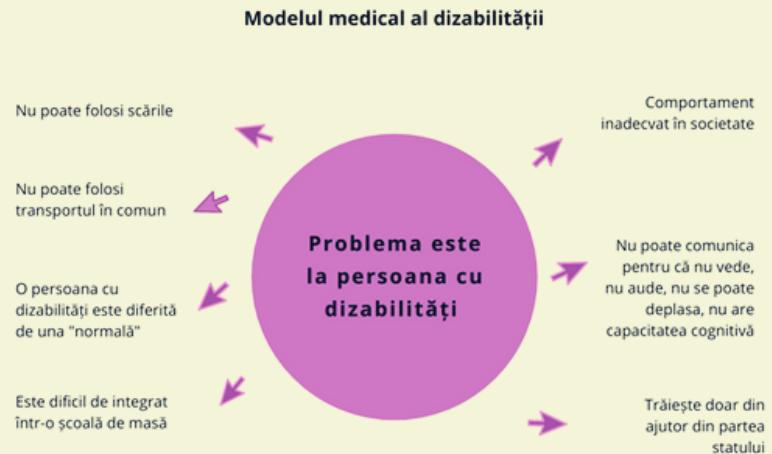 Modelul medical al dizabilității
Nu poate folosi scările
Nu poate folosi
transportul în comun
O persoana cu
dizabilități este diferită
de una "normală"
Este dificil de integrat
într-o școală de masă
Problema este
la persoana cu
dizabilități
Comportament
inadecvat în societate
Nu poate comunica
pentru că nu vede,
nu aude, nu se poate
deplasa, nu are
capacitatea cognitivă
Trăiește doar din
ajutor din partea
statului